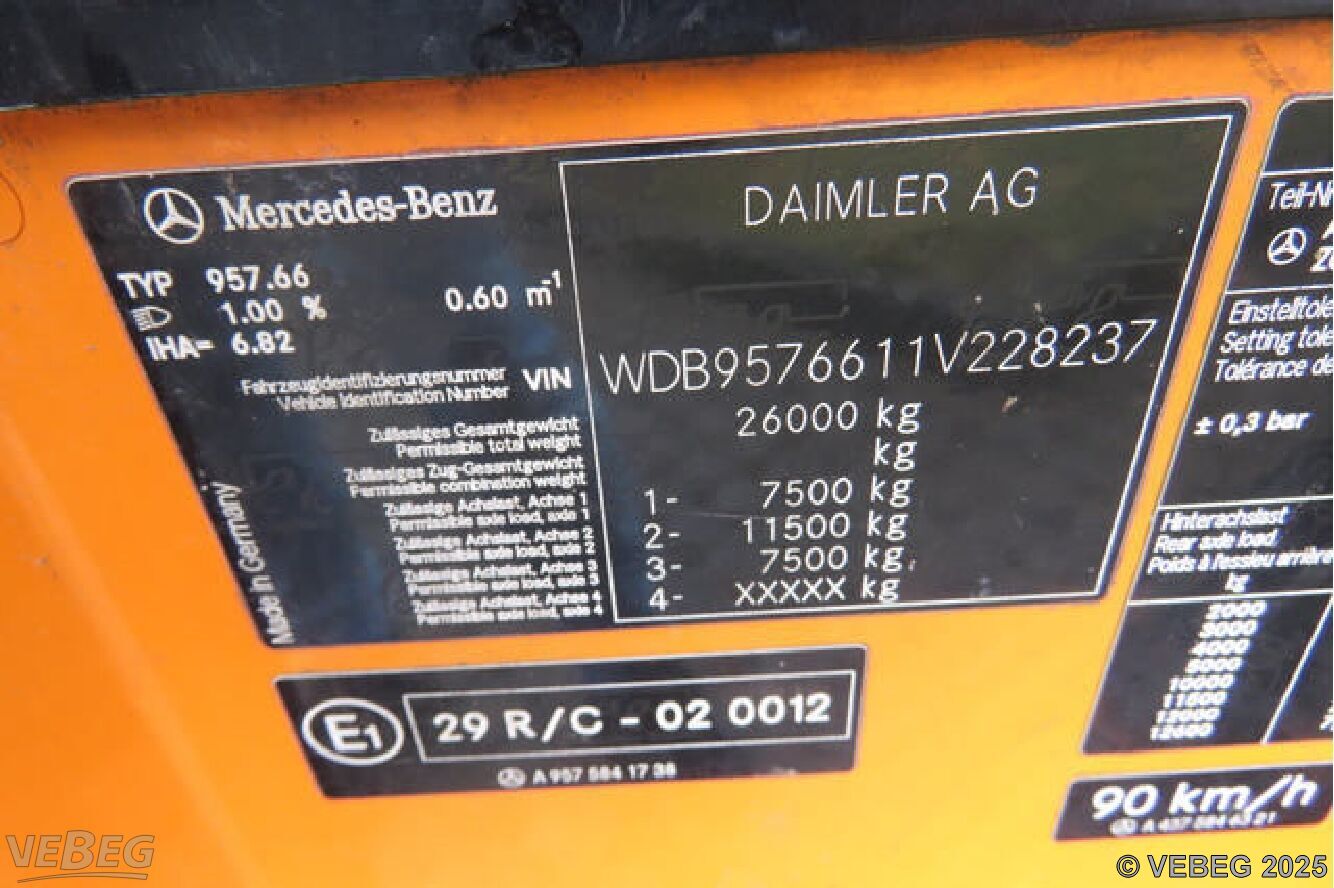 Mercedes-Benz
DAIMLER AG
TYP 957.66
1.00 % 0.60 m⁻¹
IHA= 6.82
Fahrzeugidentifizierungsnummer
Vehicle Identification Number
VIN WDB9576611V228237
Zulässiges Gesamtgewicht
Permissible total weight
26000 kg
Zulässiges Zug-Gesamtgewicht
Permissible combination weight
kg
Zulässige Achslast, Achse 1
Permissible axle load, axle 1
1- 7500 kg
Zulässige Achslast, Achse 2
Permissible axle load, axle 2
2- 11500 kg
Zulässige Achslast, Achse 3
Permissible axle load, axle 3
3- 7500 kg
Zulässige Achslast, Achse 4
Permissible axle load, axle 4
4- XXXXX kg
Made in Germany
E1 29 R/C - 02 0012
A 957 584 17 38
Teil-Nr
A
Einstelltole
Setting tole
Tolérance de
± 0,3 bar
Hinterachslast
Rear axle load
Poids à l'essieu arrière
kg
2000
3000
4000
8000
10000
11500
12000
12600
90 km/h
VEBEG
© VEBEG 2025